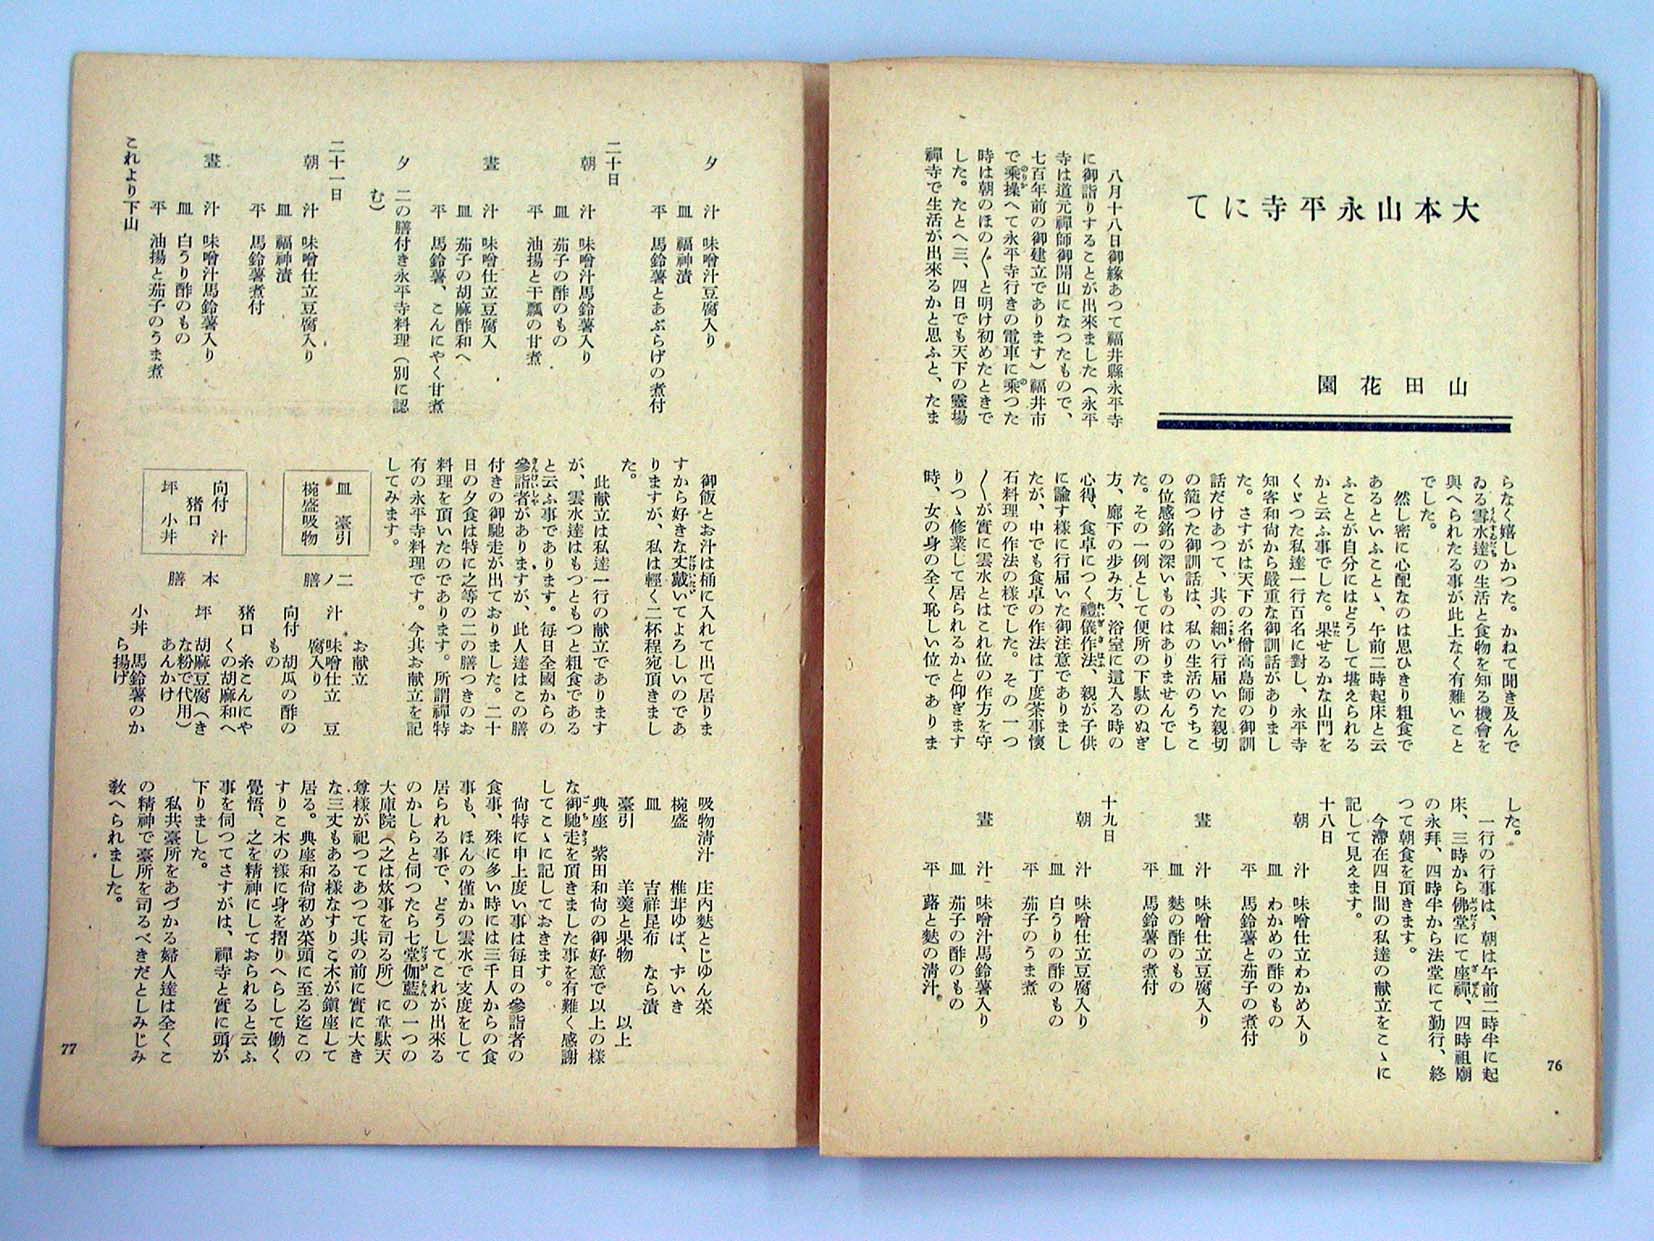 大本山永平寺にて
山田花園
八月十八日御緣あつて福井縣永平寺
に御詣りすることが出來ました（永平
寺は道元禪師御開山になつたもので、
七百年前の御建立であります）福井市
で乘換へて永平寺行きの電車に乘つた
時は朝のほの〴〵と明け初めたときで
した。たとへ三、四日でも天下の靈場
禪寺で生活が出來るかと思ふと、たま
らなく嬉しかつた。かねて聞き及んで
ゐる雲水達の生活と食物を知る機會を
與へられたる事が此上なく有難いこと
でした。
然し密に心配なのは思ひきり粗食で
あるといふことゝ、午前二時起床と云
ふことが自分にはどうして堪えられる
かと云ふ事でした。果せるかな山門を
くゞつた私達一行百名に對し、永平寺
知客和尙から嚴重な御訓話がありまし
た。さすがは天下の名僧高島師の御訓
話だけあつて、其の細い行届いた親切
の籠つた御訓話は、私の生活のうちこ
の位感銘の深いものはありませんでし
た。その一例として便所の下駄のぬぎ
方、廊下の步み方、浴室に這入る時の
心得、食卓につく禮儀作法、親が子供
に諭す樣に行届いた御注意でありまし
たが、中でも食卓の作法は丁度茶事懷
石料理の作法の樣でした。その一つ
〳〵が實に雲水とはこれ位の作方を守
りつゝ修業して居られるかと仰ぎます
時、女の身の全く恥しい位でありま
した。
一行の行事は、朝は午前二時半に起
床、三時から佛堂にて座禪、四時祖廟
の永拜、四時半から法堂にて勤行、終
つて朝食を頂きます。
今滯在四日間の私達の献立をこゝに
記して見えます。
十八日
朝　汁　味噌仕立わかめ入り
皿　わかめの酢のもの
平　馬鈴薯と茄子の煮付
晝　汁　味噌仕立豆腐入り
皿　麩の酢のもの
平　馬鈴薯の煮付
十九日
朝　汁　味噌仕立豆腐入り
皿　白うりの酢のもの
平　茄子のうま煮
晝　汁　味噌汁馬鈴薯入り
皿　茄子の酢のもの
平　蕗と麩の淸汁
76
夕　汁　味噌汁豆腐入り
皿　福神漬
平　馬鈴薯とあぶらげの煮付
二十日
朝　汁　味噌汁馬鈴薯入り
皿　茄子の酢のもの
平　油揚と干瓢の甘煮
晝　汁　味噌仕立豆腐入
皿　茄子の胡麻酢和へ
平　馬鈴薯、こんにやく甘煮
夕　二の膳付き永平寺料理（別に認
む）
二十一日
朝　汁　味噌仕立豆腐入り
皿　福神漬
平　馬鈴薯煮付
晝　汁　味噌汁馬鈴薯入り
皿　白うり酢のもの
平　油揚と茄子のうま煮
これより下山
御飯とお汁は桶に入れて出て居りま
すから好きな丈戴いてよろしいのであ
りますが、私は輕く二杯程宛頂きまし
た。
此献立は私達一行の献立であります
が、雲水達はもつともつと粗食である
と云ふ事であります。每日全國からの
參詣者がありますが、此人達はこの膳
付きの御馳走が出ておりました。二十
日の夕食は特に之等の二の膳つきのお
料理を頂いたのであります。所謂禪特
有の永平寺料理です。今共お献立を記
してみます。
皿　臺引
椀盛吸物
二ノ膳
向付　汁
猪口
坪　小丼
本膳
お献立
汁　味噌仕立　豆
腐入り
向付　胡瓜の酢の
もの
猪口　糸こんにや
くの胡麻和へ
坪　胡麻豆腐（き
な粉で代用）
あんかけ
小丼　馬鈴薯のか
ら揚げ
吸物淸汁　庄内麩とじゆん菜
椀盛　椎茸ゆば、ずいき
皿　吉祥昆布　なら漬
臺引　羊羹と果物　以上
典座　紫田和尙の御好意で以上の樣
な御馳走を頂きました事を有難く感謝
してこゝに記しておきます。
尙特に申上度い事は每日の參詣者の
食事、殊に多い時には三千人からの食
事も、ほんの僅かの雲水で支度をして
居られる事で、どうしてこれが出來る
のかしらと伺つたら七堂伽藍の一つの
大庫院（之は炊事を司る所）に韋駄天
尊樣が祀つてあつて共の前に實に大き
な三丈もある樣なすりこ木が鎭座して
居る。典座和尙初め菜頭に至る迄この
すりこ木の樣に身を摺りへらして働く
覺悟、之を精神にしておられると云ふ
事を伺つてさすがは、禪寺と實に頭が
下りました。
私共臺所をあづかる婦人達は全くこ
の精神で臺所を司るべきだとしみじみ
敎へられました。
77